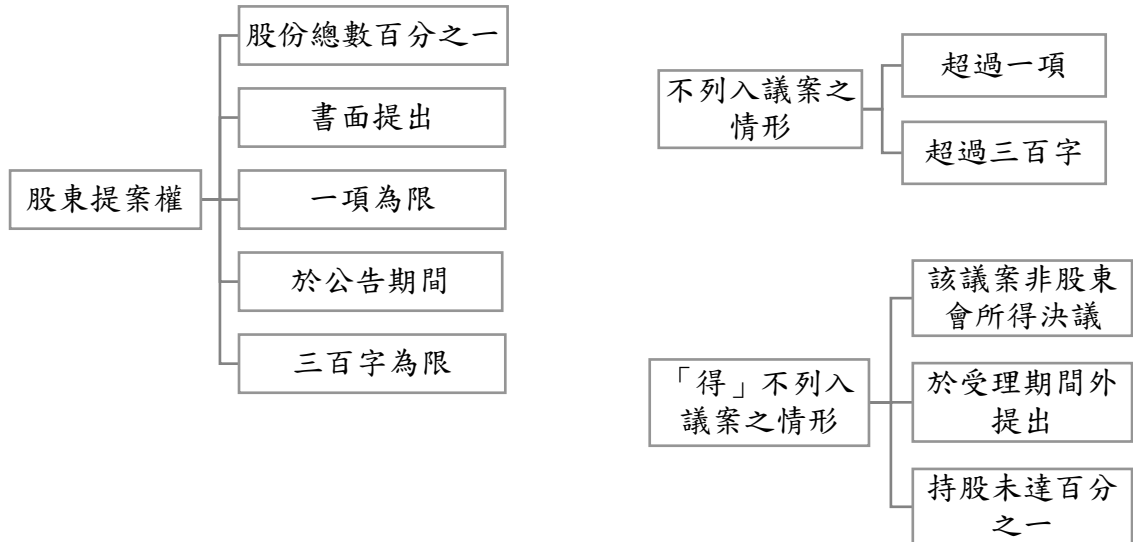 股東提案權
股份總數百分之一
書面提出
一項為限
於公告期間
三百字為限
不列入議案之
情形
超過一項
超過三百字
「得」不列入
議案之情形
該議案非股東
會所得決議
於受理期間外
提出
持股未達百分
之一